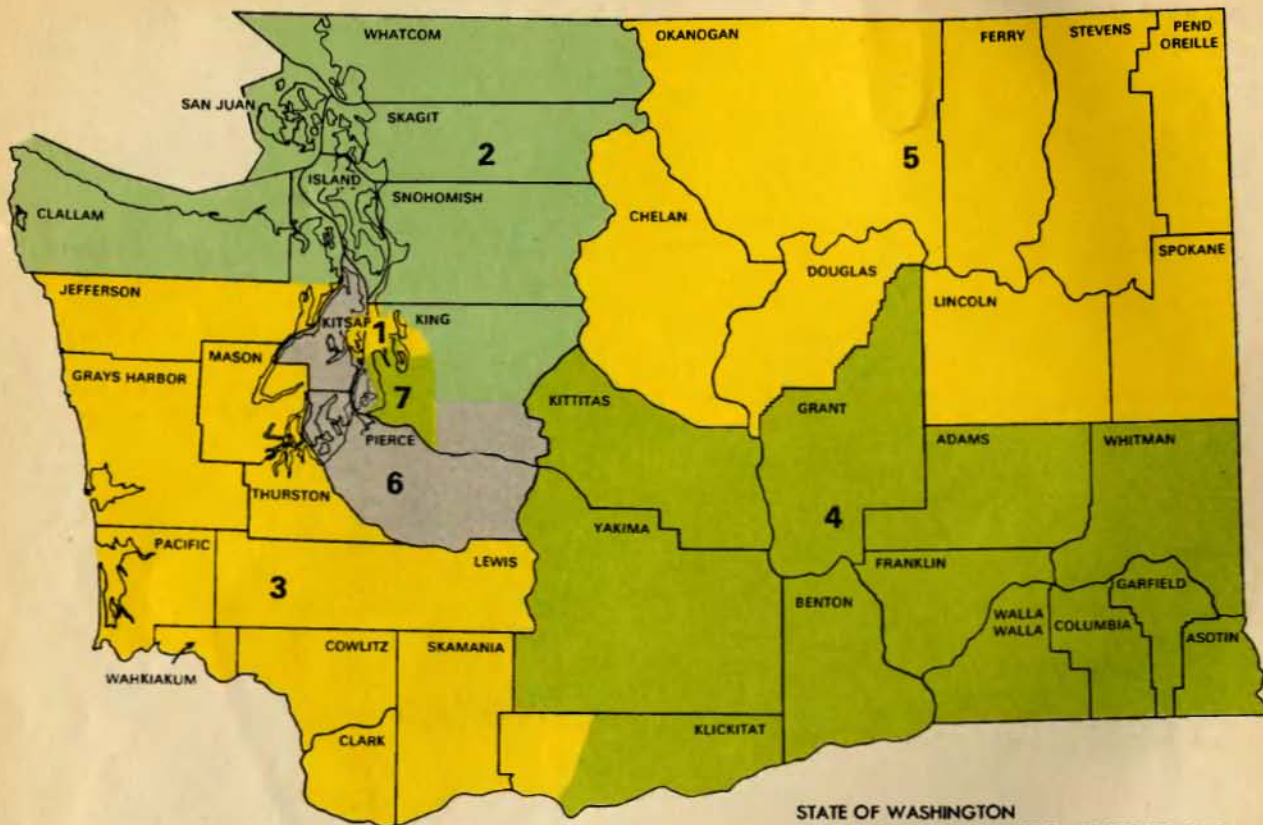 WHATCOM
OKANOGAN
FERRY
STEVENS
PEND
OREILLE
SAN JUAN
SKAGIT
2
5
ISLAND
SNOHOMISH
CLALLAM
CHELAN
DOUGLAS
SPOKANE
JEFFERSON
LINCOLN
KITSAP
1
KING
MASON
GRAYS HARBOR
7
KITTITAS
GRANT
PIERCE
ADAMS
WHITMAN
6
THURSTON
4
YAKIMA
PACIFIC
LEWIS
FRANKLIN
3
GARFIELD
BENTON
WALLA
WALLA
COLUMBIA
ASOTIN
COWLITZ
SKAMANIA
WAHKIAKUM
CLARK
KLICKITAT
STATE OF WASHINGTON